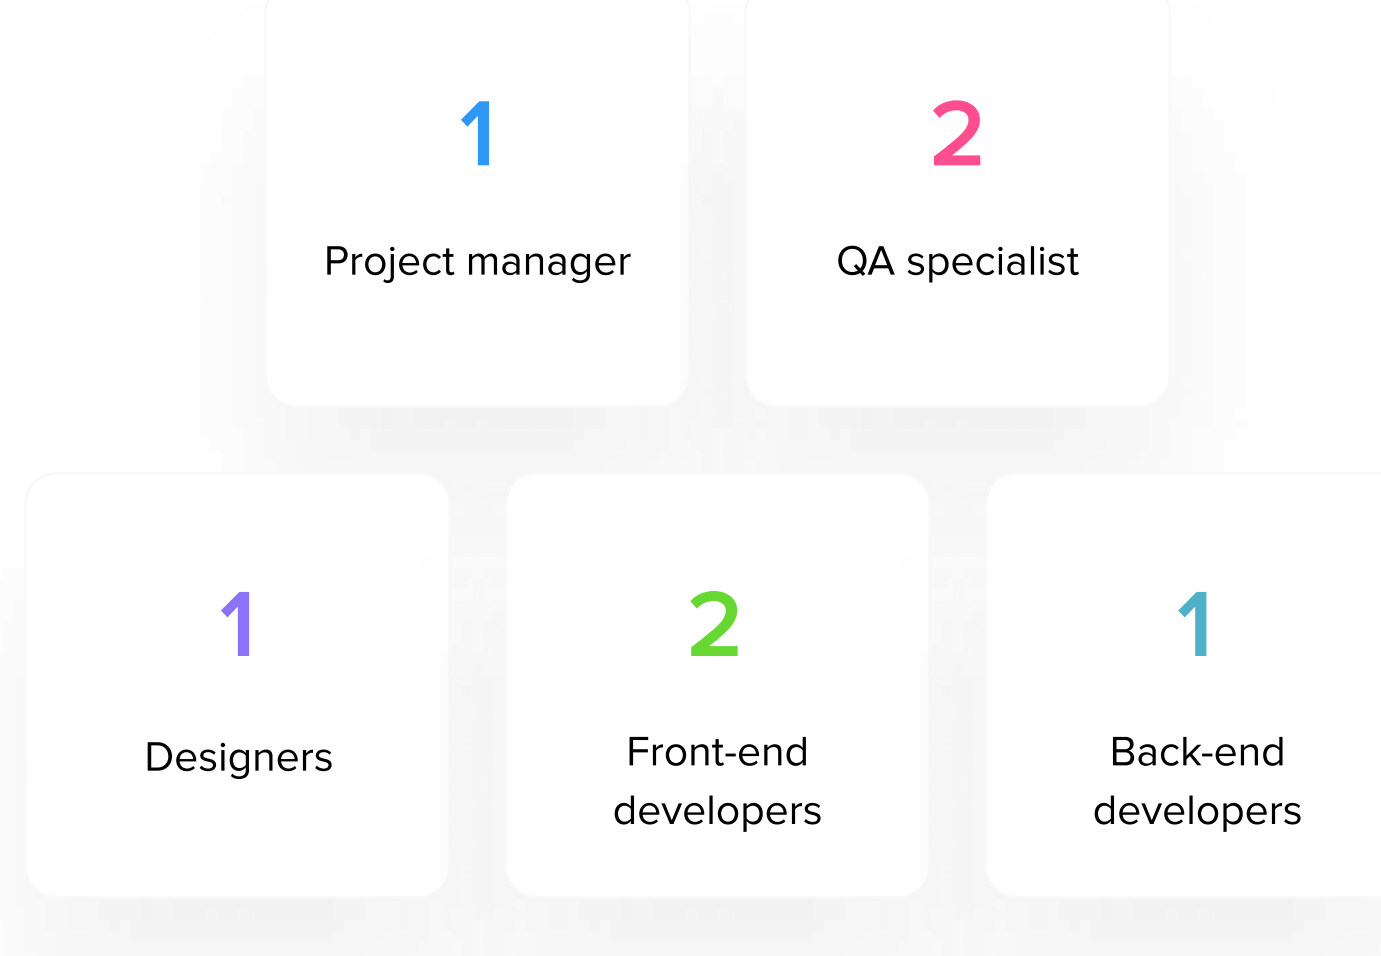 1
2
Project manager
QA specialist
1
2
1
Designers
Front-end
developers
Back-end
developers